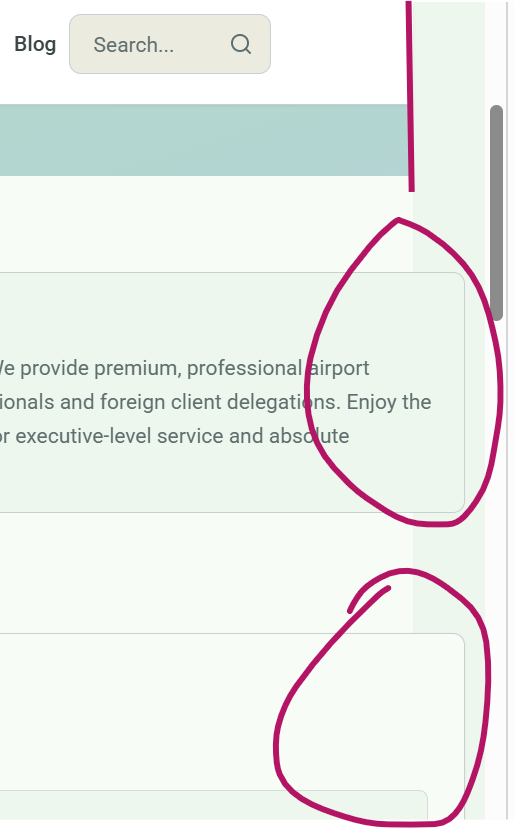 Blog
Search...
We provide premium, professional airport
ionals and foreign client delegations. Enjoy the
or executive-level service and absolute